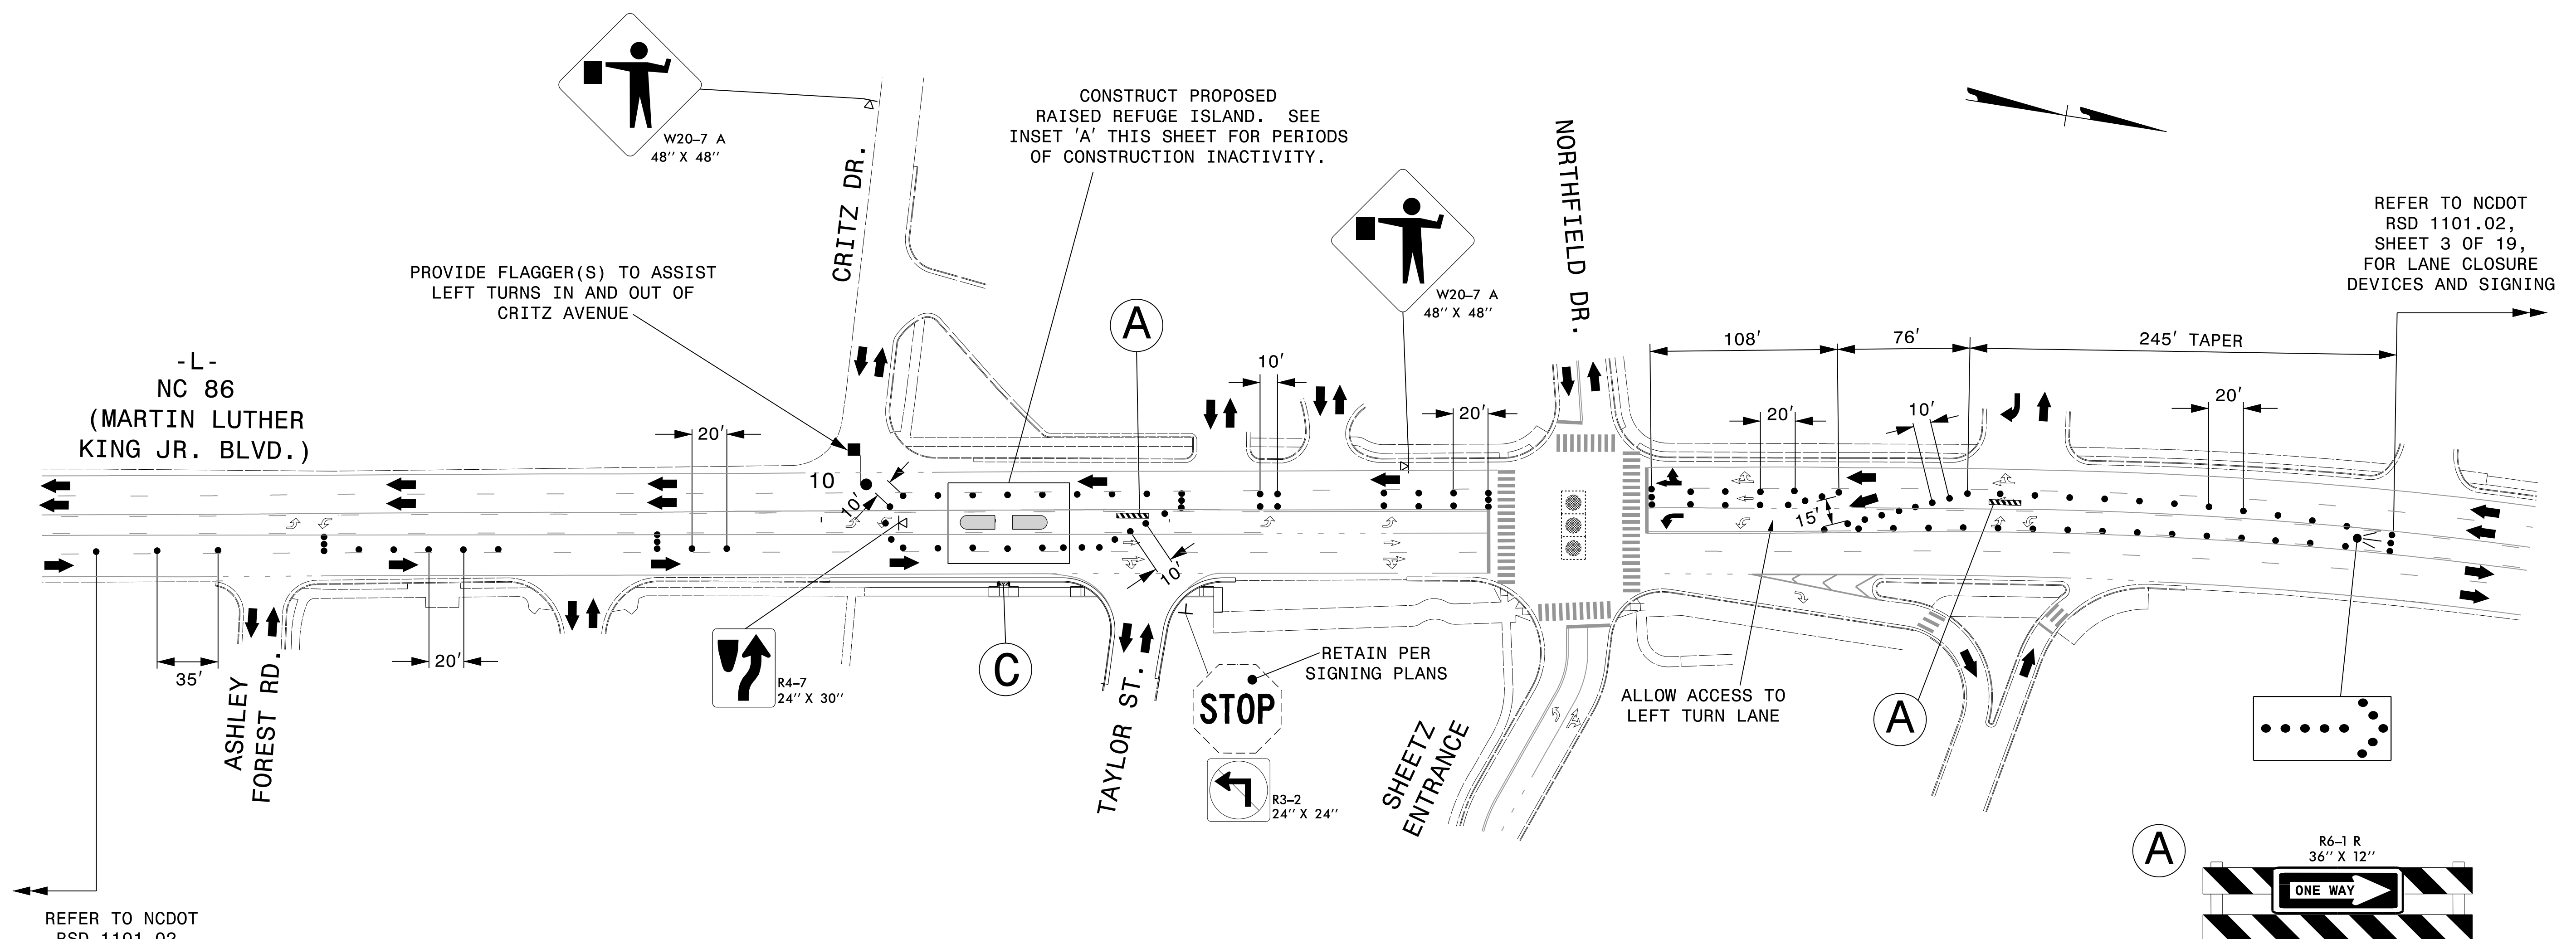 W20-7 A
48" X 48"
CONSTRUCT PROPOSED
RAISED REFUGE ISLAND. SEE
INSET 'A' THIS SHEET FOR PERIODS
OF CONSTRUCTION INACTIVITY.
CRITZ DR.
NORTHFIELD DR.
W20-7 A
48" X 48"
REFER TO NCDOT
RSD 1101.02,
SHEET 3 OF 19,
FOR LANE CLOSURE
DEVICES AND SIGNING
PROVIDE FLAGGER(S) TO ASSIST
LEFT TURNS IN AND OUT OF
CRITZ AVENUE
A
-L-
NC 86
(MARTIN LUTHER
KING JR. BLVD.)
108'
76'
245' TAPER
10'
20'
20'
20'
10'
20'
10
10'
15'
10'
35'
20'
ASHLEY
FOREST RD.
R4-7
24" X 30"
C
TAYLOR ST.
STOP
RETAIN PER
SIGNING PLANS
R3-2
24" X 24"
SHEETZ
ENTRANCE
ALLOW ACCESS TO
LEFT TURN LANE
A
A
R6-1 R
36" X 12"
ONE WAY
REFER TO NCDOT
RSD 1101.02